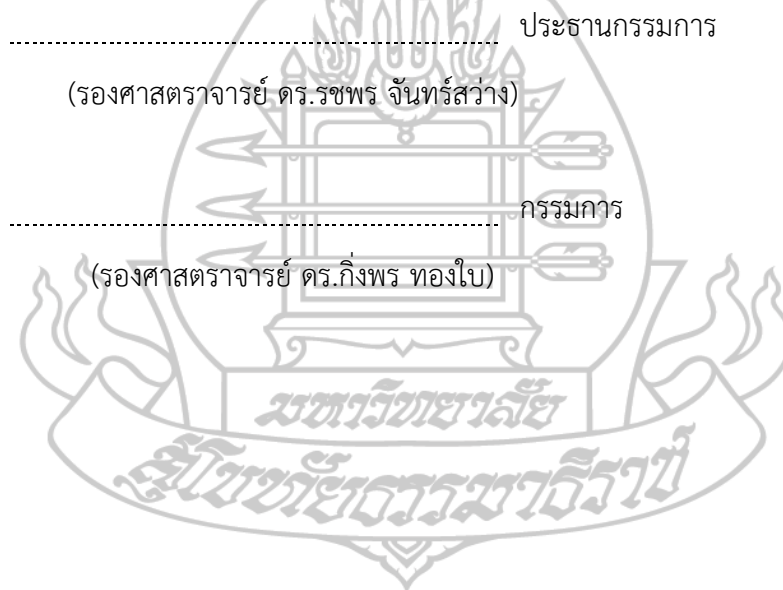 ประธานกรรมการ
(รองศาสตราจารย์ ดร.รชพร จันทร์สว่าง)
กรรมการ
(รองศาสตราจารย์ ดร.กิ่งพร ทองใบ)
มหาวิทยาลัย
สุโขทัยธรรมาธิราช